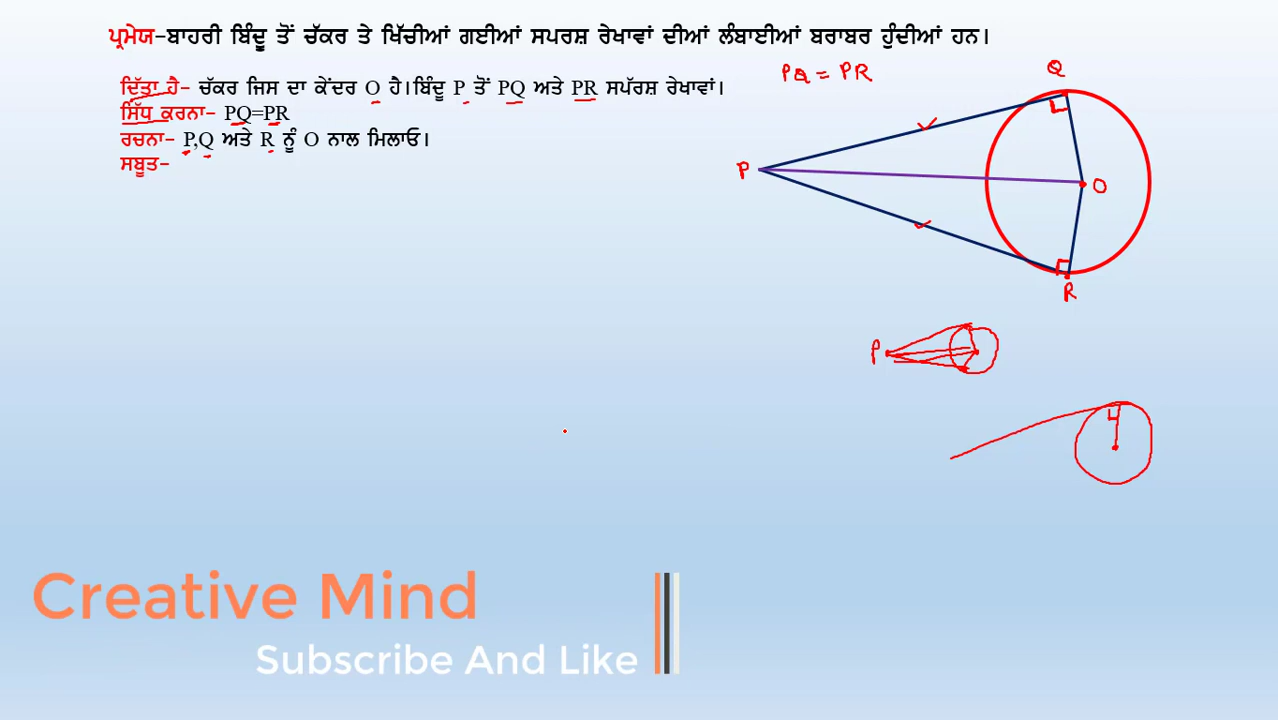 ਪ੍ਰਮੇਯ-ਬਾਹਰੀ ਬਿੰਦੂ ਤੋਂ ਚੱਕਰ ਤੇ ਖਿੱਚੀਆਂ ਗਈਆਂ ਸਪਰਸ਼ ਰੇਖਾਵਾਂ ਦੀਆਂ ਲੰਬਾਈਆਂ ਬਰਾਬਰ ਹੁੰਦੀਆਂ ਹਨ।
PQ = PR
Q
ਦਿੱਤਾ ਹੈ- ਚੱਕਰ ਜਿਸ ਦਾ ਕੇਂਦਰ O ਹੈ।ਬਿੰਦੂ P ਤੋਂ PQ ਅਤੇ PR ਸਪੱਰਸ਼ ਰੇਖਾਵਾਂ।
ਸਿੱਧ ਕਰਨਾ- PQ=PR
ਰਚਨਾ- P,Q ਅਤੇ R ਨੂੰ O ਨਾਲ ਮਿਲਾਓ।
ਸਬੂਤ-
P
O
R
P
Creative Mind
Subscribe And Like